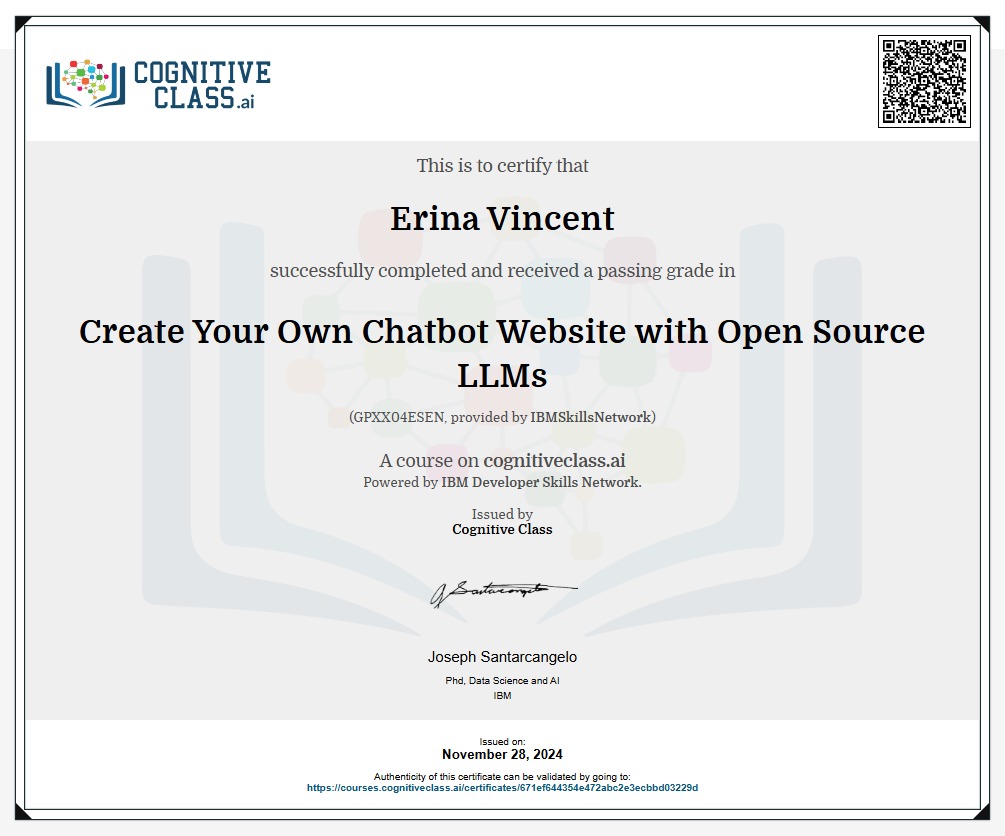 COGNITIVE
CLASS.ai
This is to certify that
Erina Vincent
successfully completed and received a passing grade in
Create Your Own Chatbot Website with Open Source
LLMs
(GPXX04ESEN, provided by IBMSkillsNetwork)
A course on cognitiveclass.ai
Powered by IBM Developer Skills Network.
Issued by
Cognitive Class
J Santarcangelo
Joseph Santarcangelo
Phd, Data Science and AI
IBM
Issued on:
November 28, 2024
Authenticity of this certificate can be validated by going to:
https://courses.cognitiveclass.ai/certificates/671ef644354e472abc2e3ecbbd03229d